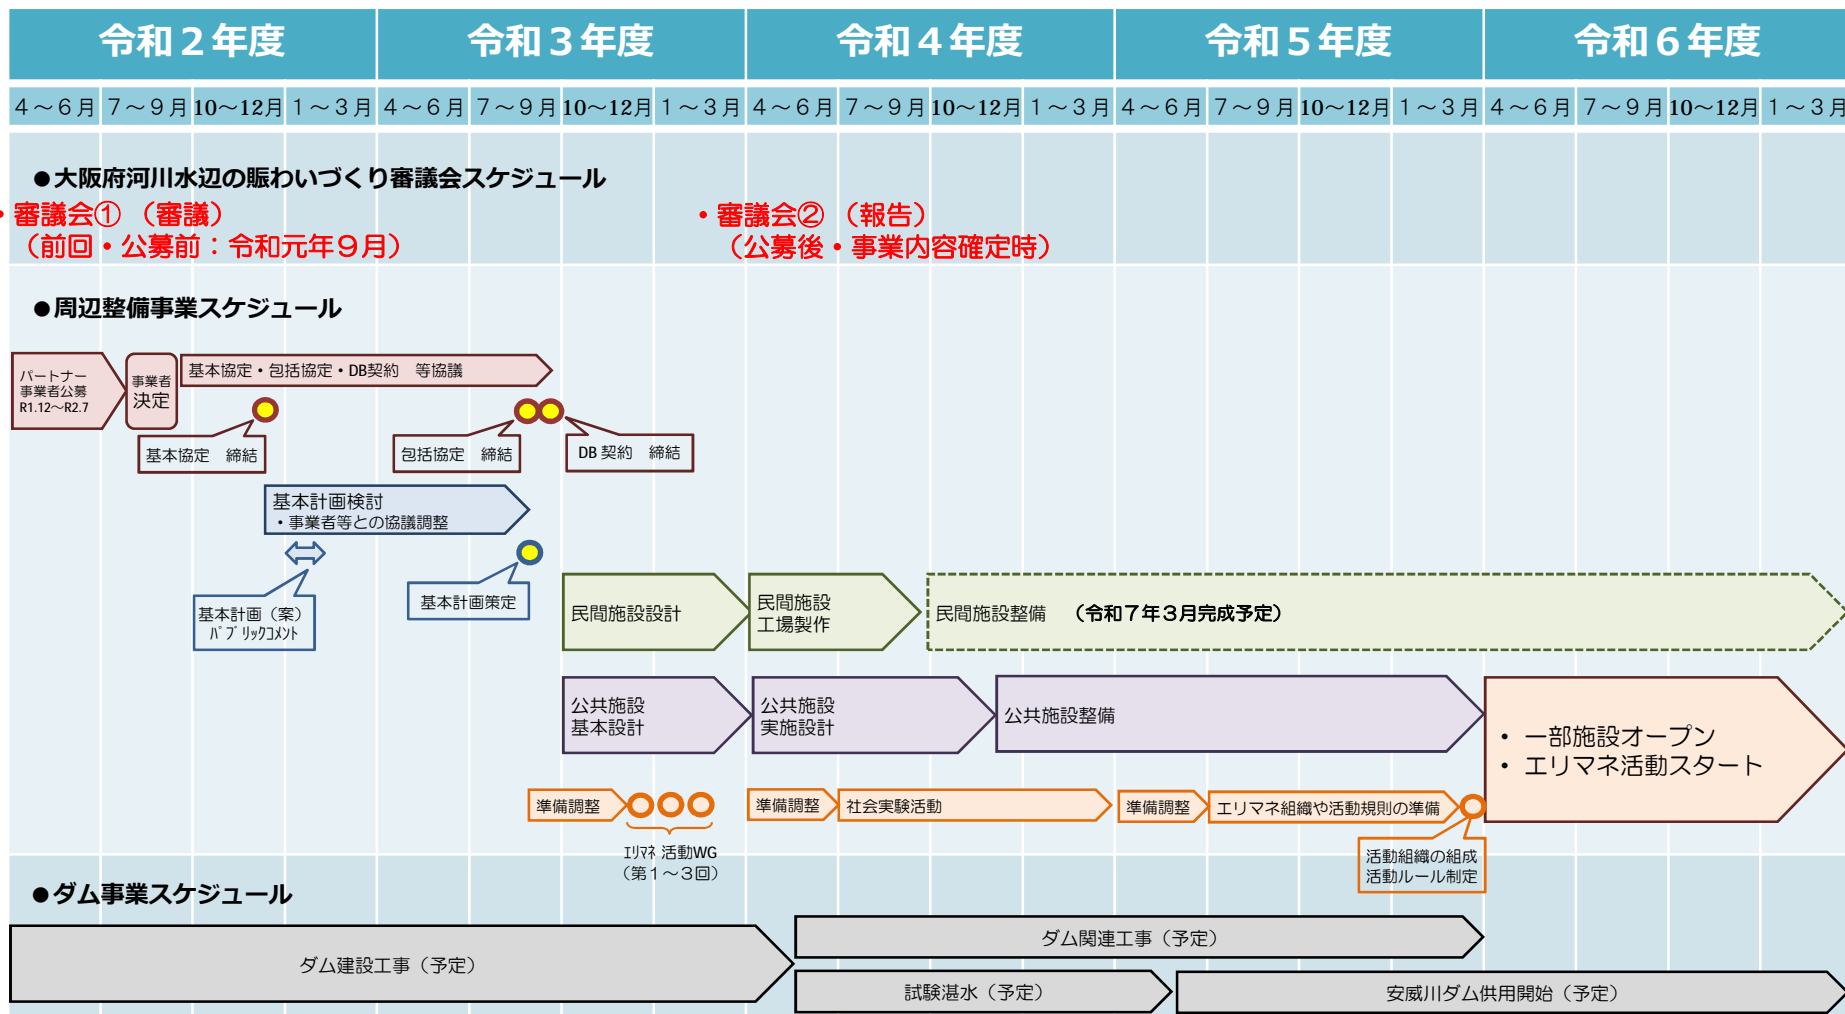 令和２年度 令和３年度 令和４年度 令和５年度 令和６年度
４～６月 ７～９月 10～12月 １～３月 ４～６月 ７～９月 10～12月 １～３月 ４～６月 ７～９月 10～12月 １～３月 ４～６月 ７～９月 10～12月 １～３月 ４～６月 ７～９月 10～12月 １～３月
●大阪府河川水辺の賑わいづくり審議会スケジュール
・審議会①（審議）
（前回・公募前：令和元年９月）
・審議会②（報告）
（公募後・事業内容確定時）
●周辺整備事業スケジュール
パートナー
事業者公募
R1.12～R2.7
事業者
決定
基本協定・包括協定・DB契約　等協議
基本協定　締結
包括協定　締結
DB 契約　締結
基本計画検討
・事業者等との協議調整
基本計画（案）
ﾊﾟﾌﾞﾘｯｸｺﾒﾝﾄ
基本計画策定
民間施設設計
民間施設
工場製作
民間施設整備　（令和７年３月完成予定）
公共施設
基本設計
公共施設
実施設計
公共施設整備
・ 一部施設オープン
・ エリマネ活動スタート
準備調整
ｴﾘﾏﾈ 活動WG
（第１～３回）
準備調整
社会実験活動
準備調整
エリマネ組織や活動規則の準備
活動組織の組成
活動ルール制定
●ダム事業スケジュール
ダム建設工事（予定）
ダム関連工事（予定）
試験湛水（予定）
安威川ダム供用開始（予定）